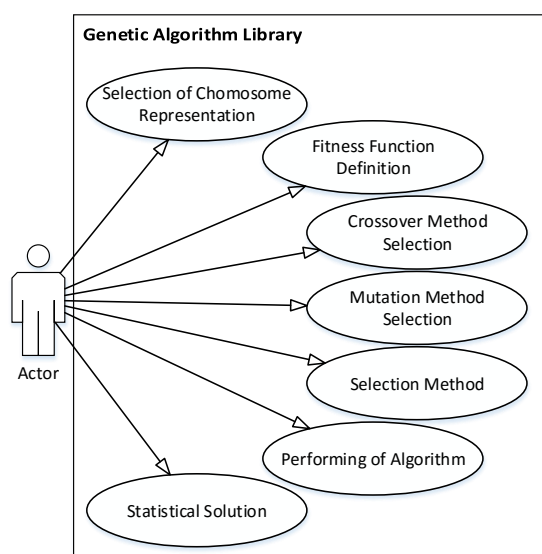 Genetic Algorithm Library
Selection of Chomosome
Representation
Fitness Function
Definition
Crossover Method
Selection
Mutation Method
Selection
Selection Method
Performing of Algorithm
Statistical Solution
Actor